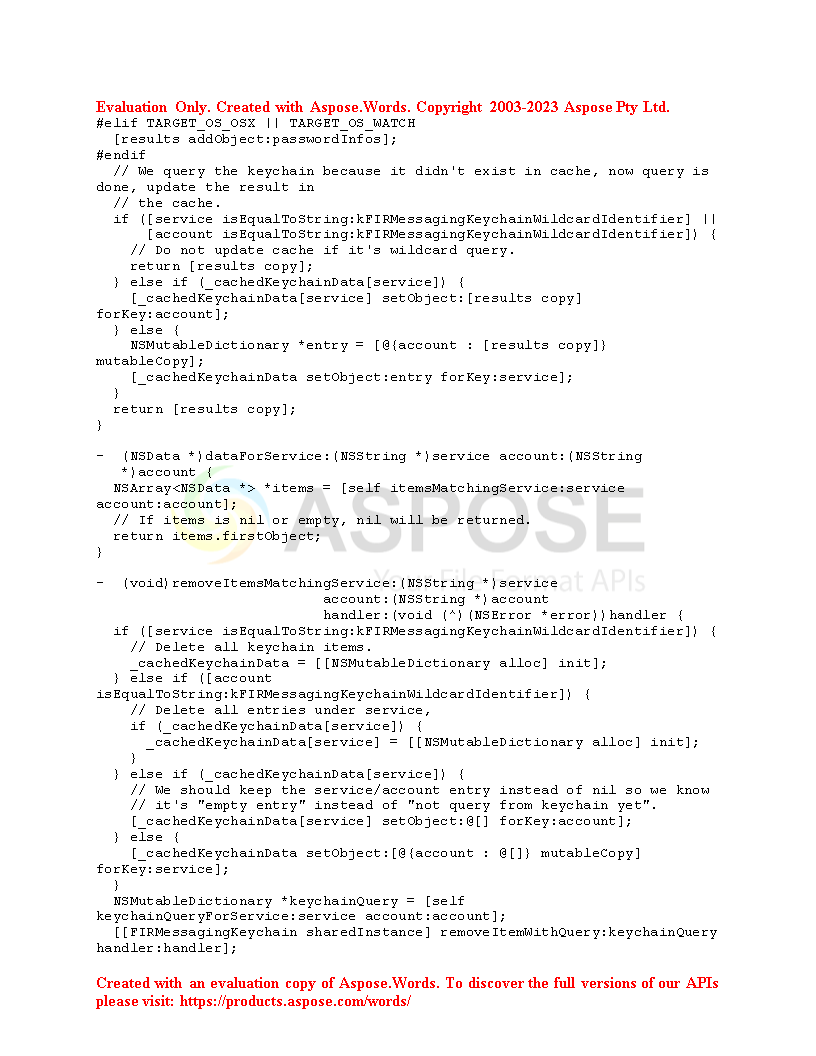 Evaluation Only. Created with Aspose.Words. Copyright 2003-2023 Aspose Pty Ltd.
#elif TARGET_OS_OSX || TARGET_OS_WATCH
  [results addObject:passwordInfos];
#endif
  // We query the keychain because it didn't exist in cache, now query is
done, update the result in
  // the cache.
  if ([service isEqualToString:kFIRMessagingKeychainWildcardIdentifier] ||
      [account isEqualToString:kFIRMessagingKeychainWildcardIdentifier]) {
    // Do not update cache if it's wildcard query.
    return [results copy];
  } else if (_cachedKeychainData[service]) {
    [_cachedKeychainData[service] setObject:[results copy]
forKey:account];
  } else {
    NSMutableDictionary *entry = [@{account : [results copy]}
mutableCopy];
    [_cachedKeychainData setObject:entry forKey:service];
  }
  return [results copy];
}

-  (NSData *)dataForService:(NSString *)service account:(NSString
   *)account {
  NSArray<NSData *> *items = [self itemsMatchingService:service
account:account];
  // If items is nil or empty, nil will be returned.
  return items.firstObject;
}
ASPOSE
Your File Format APIs

-  (void)removeItemsMatchingService:(NSString *)service
                           account:(NSString *)account
                           handler:(void (^)(NSError *error))handler {
  if ([service isEqualToString:kFIRMessagingKeychainWildcardIdentifier]) {
    // Delete all keychain items.
    _cachedKeychainData = [[NSMutableDictionary alloc] init];
  } else if ([account
isEqualToString:kFIRMessagingKeychainWildcardIdentifier]) {
    // Delete all entries under service,
    if (_cachedKeychainData[service]) {
      _cachedKeychainData[service] = [[NSMutableDictionary alloc] init];
    }
  } else if (_cachedKeychainData[service]) {
    // We should keep the service/account entry instead of nil so we know
    // it's "empty entry" instead of "not query from keychain yet".
    [_cachedKeychainData[service] setObject:@[] forKey:account];
  } else {
    [_cachedKeychainData setObject:[@{account : @[]} mutableCopy]
forKey:service];
  }
  NSMutableDictionary *keychainQuery = [self
keychainQueryForService:service account:account];
  [[FIRMessagingKeychain sharedInstance] removeItemWithQuery:keychainQuery
handler:handler];

Created with an evaluation copy of Aspose.Words. To discover the full versions of our APIs
please visit: https://products.aspose.com/words/